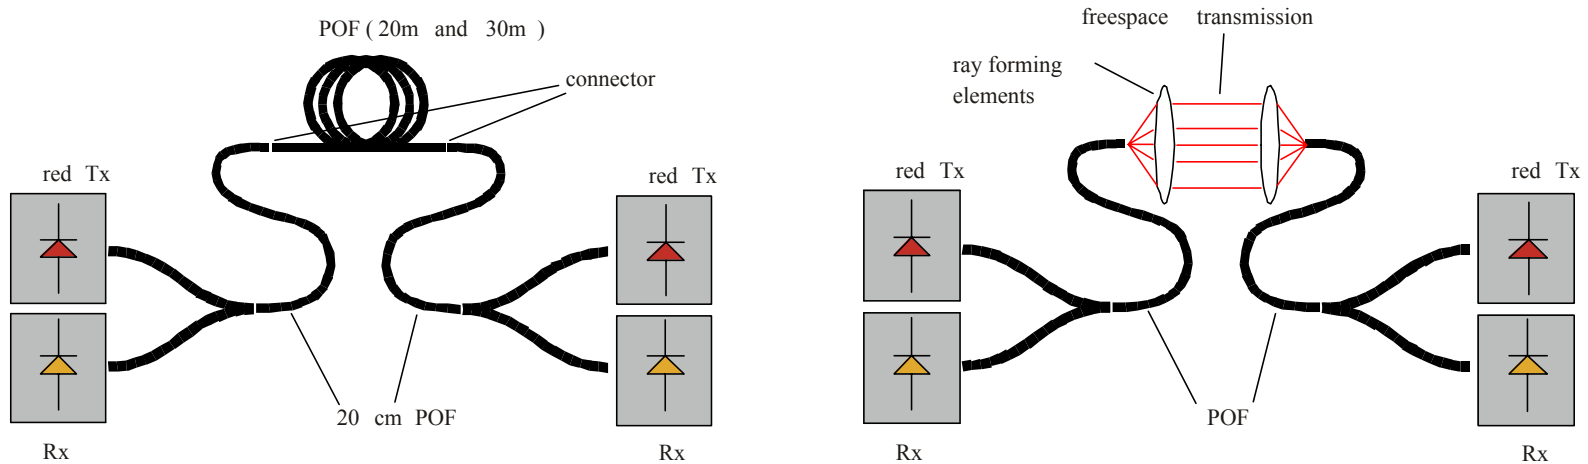 POF ( 20m and 30m )
connector
red Tx
red Tx
20 cm POF
Rx
Rx
freespace transmission
ray forming
elements
red Tx
red Tx
POF
Rx
Rx